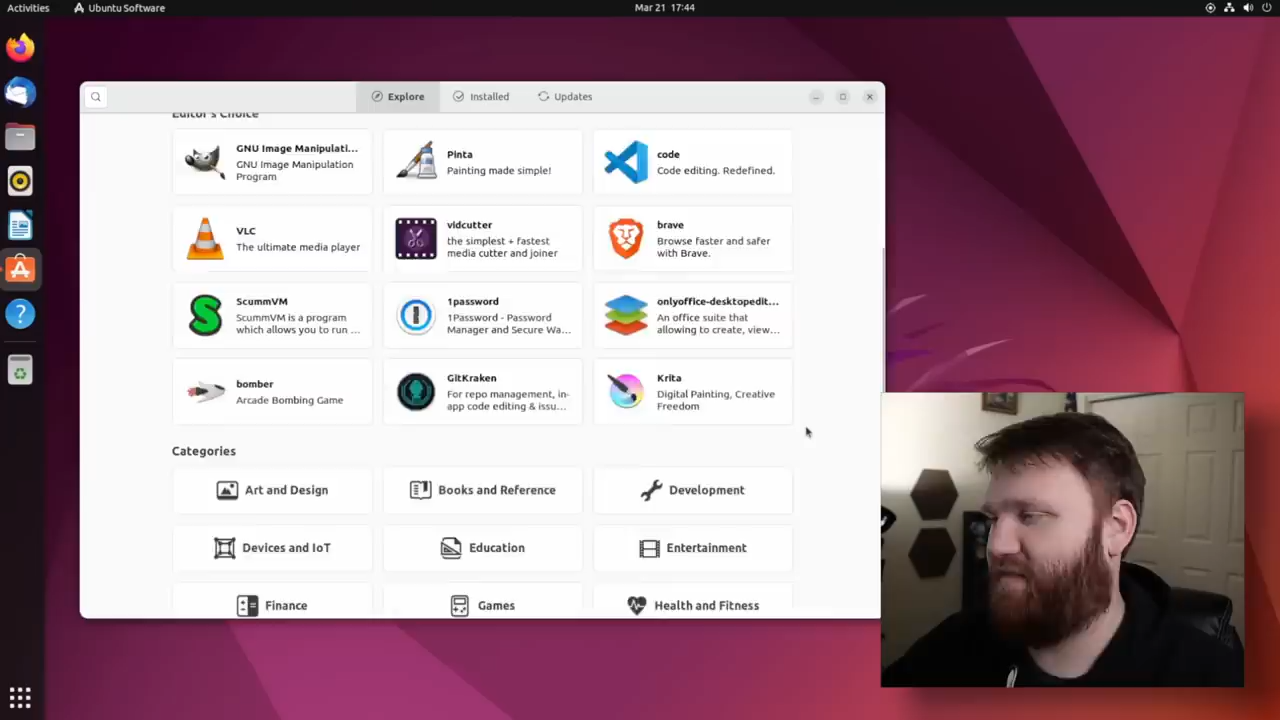 Activities
Ubuntu Software
Mar 21 17:44
Explore
Installed
Updates
Editor's Choice
GNU Image Manipulati...
GNU Image Manipulation
Program
Pinta
Painting made simple!
code
Code editing. Redefined.
VLC
The ultimate media player
vidcutter
the simplest + fastest
media cutter and joiner
brave
Browse faster and safer
with Brave.
ScummVM
ScummVM is a program
which allows you to run ...
1password
1Password - Password
Manager and Secure Wa...
onlyoffice-desktopedit...
An office suite that
allowing to create, view...
bomber
Arcade Bombing Game
GitKraken
For repo management, in-
app code editing & issu...
Krita
Digital Painting, Creative
Freedom
Categories
Art and Design
Books and Reference
Development
Devices and IoT
Education
Entertainment
Finance
Games
Health and Fitness